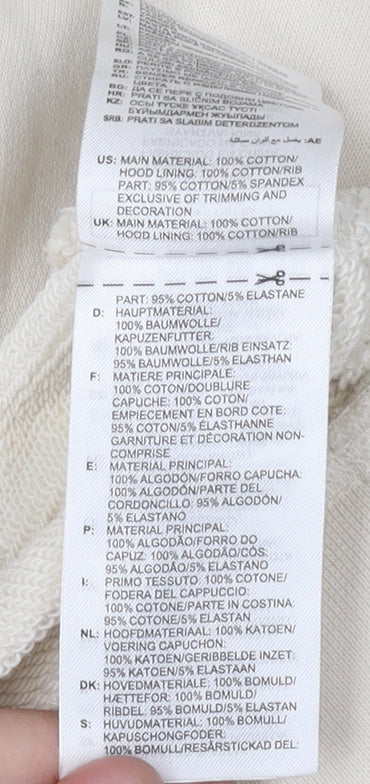 BG: ДА СЕ ПЕРЕ С ПОДОБНИ ЦВЕТОВЕ
HR: PRATI SA SLIČNIM BOJAMA
KZ: ОСЫ ТҮСКЕ ҰҚСАС ТҮСТІ
БҰЙЫМДАРМЕН ЖУЫЛАДЫ
SRB: PRATI SA SLABIM DETERDZENTOM
US: MAIN MATERIAL: 100% COTTON/
HOOD LINING: 100% COTTON/RIB
PART: 95% COTTON/5% SPANDEX
EXCLUSIVE OF TRIMMING AND
DECORATION
UK: MAIN MATERIAL: 100% COTTON/
HOOD LINING: 100% COTTON/RIB
PART: 95% COTTON/5% ELASTANE
D: HAUPTMATERIAL:
100% BAUMWOLLE/
KAPUZENFUTTER:
100% BAUMWOLLE/RIB EINSATZ:
95% BAUMWOLLE/5% ELASTHAN
F: MATIERE PRINCIPALE:
100% COTON/DOUBLURE
CAPUCHE: 100% COTON/
EMPIECEMENT EN BORD COTE:
95% COTON/5% ÉLASTHANNE
GARNITURE ET DÉCORATION NON-
COMPRISE
E: MATERIAL PRINCIPAL:
100% ALGODÓN/FORRO CAPUCHA:
100% ALGODÓN/PARTE DEL
CORDONCILLO: 95% ALGODÓN/
5% ELASTANO
P: MATERIAL PRINCIPAL:
100% ALGODÃO/FORRO DO
CAPUZ: 100% ALGODÃO/CÓS:
95% ALGODÃO/5% ELASTANO
I: PRIMO TESSUTO: 100% COTONE/
FODERA DEL CAPPUCCIO:
100% COTONE/PARTE IN COSTINA:
95% COTONE/5% ELASTAN
NL: HOOFDMATERIAAL: 100% KATOEN/
VOERING CAPUCHON:
100% KATOEN/GERIBBELDE INZET:
95% KATOEN/5% ELASTAAN
DK: HOVEDMATERIALE: 100% BOMULD/
HÆTTEFOR: 100% BOMULD/
RIBDEL: 95% BOMULD/5% ELASTAN
S: HUVUDMATERIAL: 100% BOMULL/
KAPUSCHONGFODER:
100% BOMULL/RESÅRSTICKAD DEL: